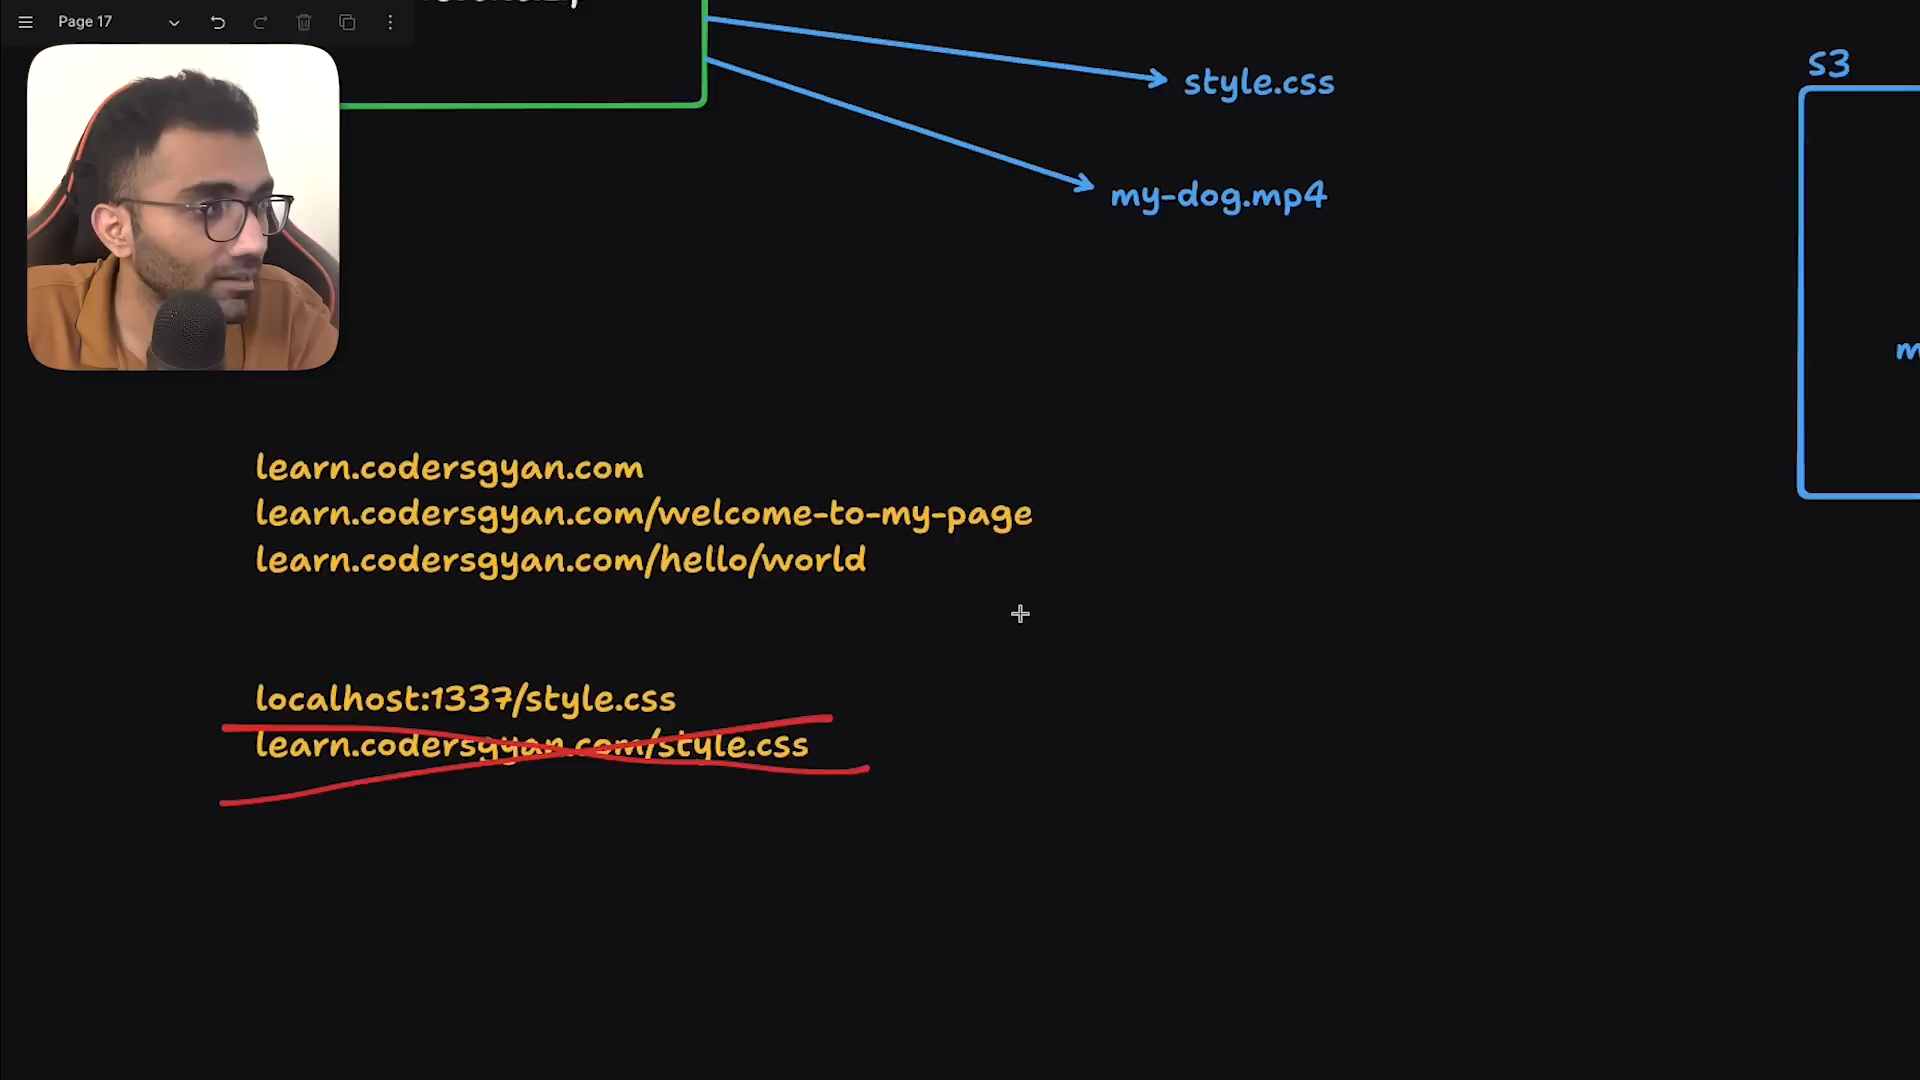 Page 17
style.css
S3
my-dog.mp4
learn.codersgyan.com
learn.codersgyan.com/welcome-to-my-page
learn.codersgyan.com/hello/world
localhost:1337/style.css
learn.codersgyan.com/style.css